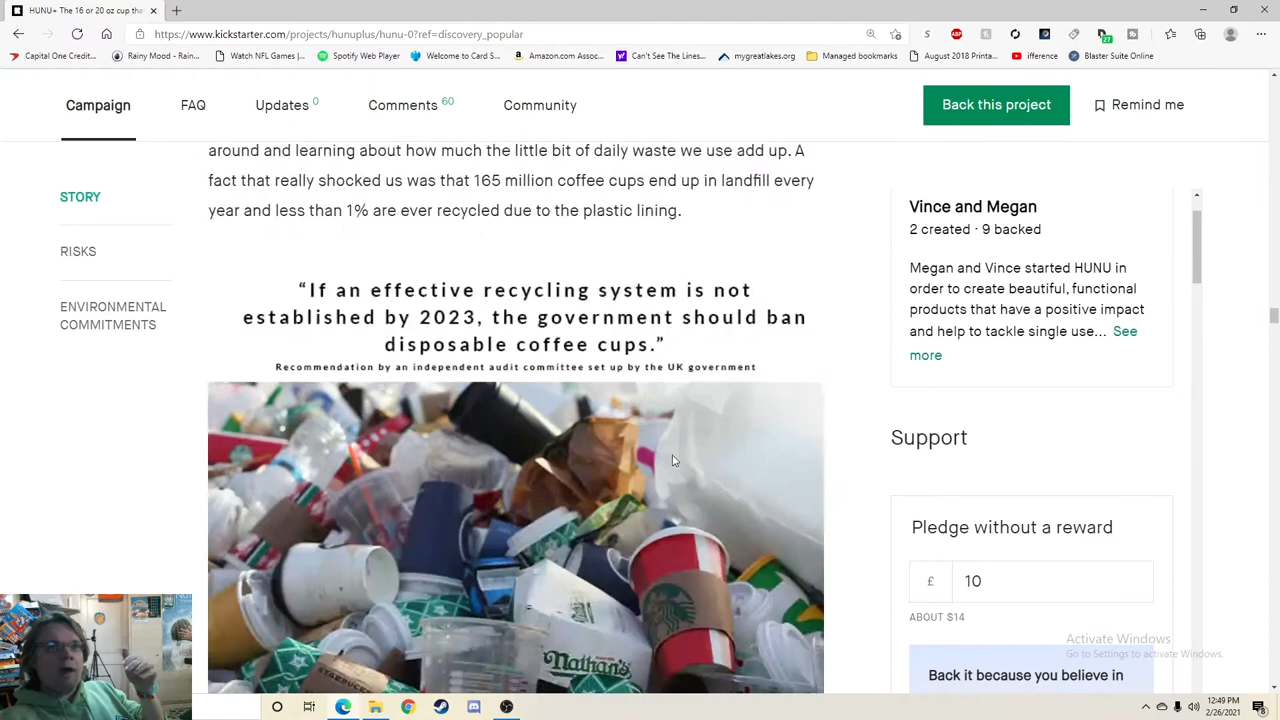 HUNU+ The 16 or 20 oz cup tha
https://www.kickstarter.com/projects/hunuplus/hunu-0?ref=discovery_popular
Capital One Credit...
Rainy Mood - Rain...
Watch NFL Games |...
Spotify Web Player
Welcome to Card S...
Amazon.com Assoc...
Can't See The Lines...
mygreatlakes.org
Managed bookmarks
August 2018 Printa...
ifference
Blaster Suite Online
ABP
27
Campaign
FAQ
Updates 0
Comments 60
Community
Back this project
Remind me
STORY
RISKS
ENVIRONMENTAL
COMMITMENTS
around and learning about how much the little bit of daily waste we use add up. A
fact that really shocked us was that 165 million coffee cups end up in landfill every
year and less than 1% are ever recycled due to the plastic lining.
“If an effective recycling system is not
established by 2023, the government should ban
disposable coffee cups.”
Recommendation by an independent audit committee set up by the UK government
Nathan's
STARBUCKS
Vince and Megan
2 created · 9 backed
Megan and Vince started HUNU in
order to create beautiful, functional
products that have a positive impact
and help to tackle single use... See
more
Support
Pledge without a reward
£ 10
ABOUT $14
Back it because you believe in
Activate Windows
Go to Settings to activate Windows.
12:49 PM
2/26/2021
8